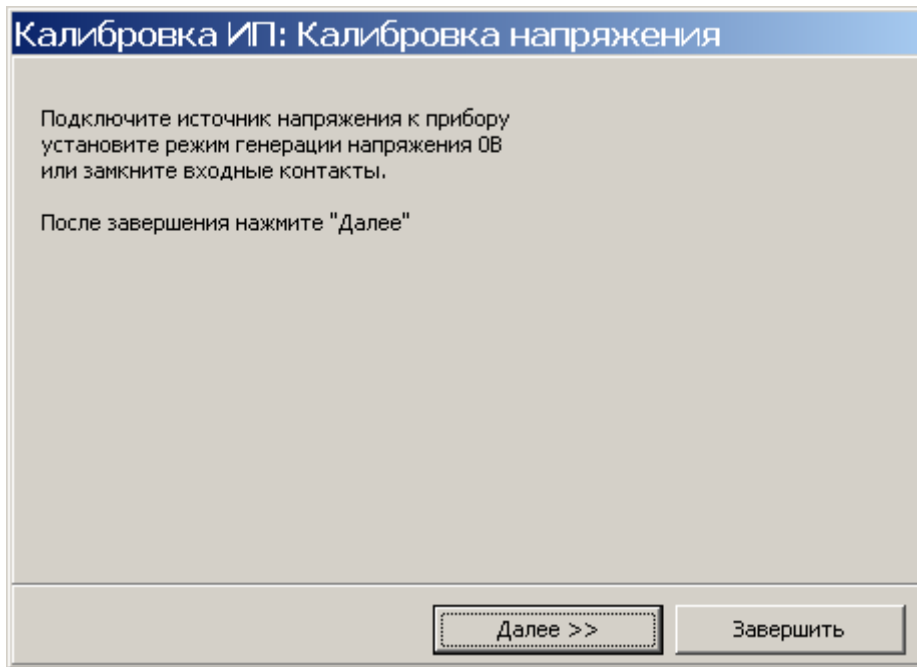 Калибровка ИП: Калибровка напряжения
Подключите источник напряжения к прибору
установите режим генерации напряжения 0В
или замкните входные контакты.
После завершения нажмите "Далее"
Далее >>
Завершить